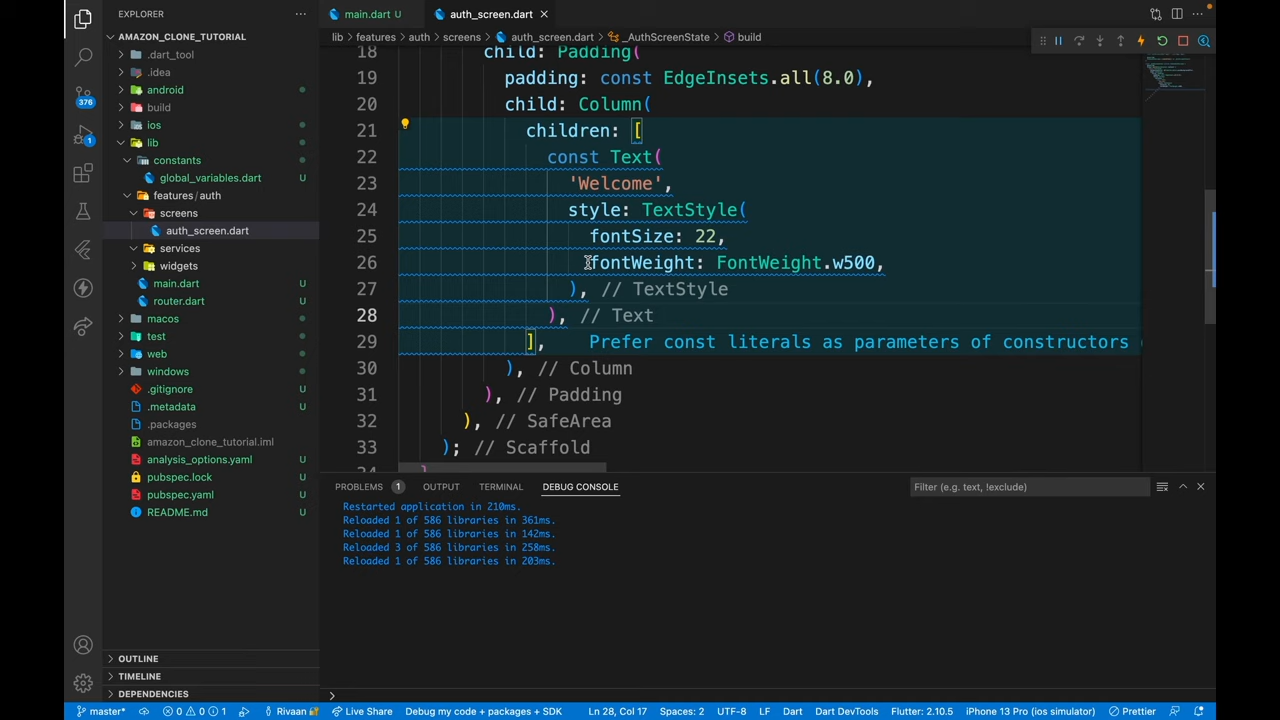 EXPLORER
main.dart U
auth_screen.dart
AMAZON_CLONE_TUTORIAL
.dart_tool
.idea
android
build
ios
lib
constants
global_variables.dart U
features / auth
screens
auth_screen.dart
services
widgets
main.dart U
router.dart U
macos
test
web
windows
.gitignore U
.metadata U
.packages
amazon_clone_tutorial.iml
analysis_options.yaml U
pubspec.lock U
pubspec.yaml U
README.md U
OUTLINE
TIMELINE
DEPENDENCIES
376
1
lib > features > auth > screens > auth_screen.dart > _AuthScreenState > build
18 child: Padding(
19 padding: const EdgeInsets.all(8.0),
20 child: Column(
21 children: [
22 const Text(
23 'Welcome',
24 style: TextStyle(
25 fontSize: 22,
26 fontWeight: FontWeight.w500,
27 ), // TextStyle
28 ), // Text
29 ], Prefer const literals as parameters of constructors
30 ), // Column
31 ), // Padding
32 ), // SafeArea
33 ); // Scaffold
34 }
PROBLEMS 1 OUTPUT TERMINAL DEBUG CONSOLE
Filter (e.g. text, !exclude)
Restarted application in 210ms.
Reloaded 1 of 586 libraries in 361ms.
Reloaded 1 of 586 libraries in 142ms.
Reloaded 3 of 586 libraries in 258ms.
Reloaded 1 of 586 libraries in 203ms.
master* 0 0 1 Rivaan Live Share Debug my code + packages + SDK Ln 28, Col 17 Spaces: 2 UTF-8 LF Dart Dart DevTools Flutter: 2.10.5 iPhone 13 Pro (ios simulator) Prettier